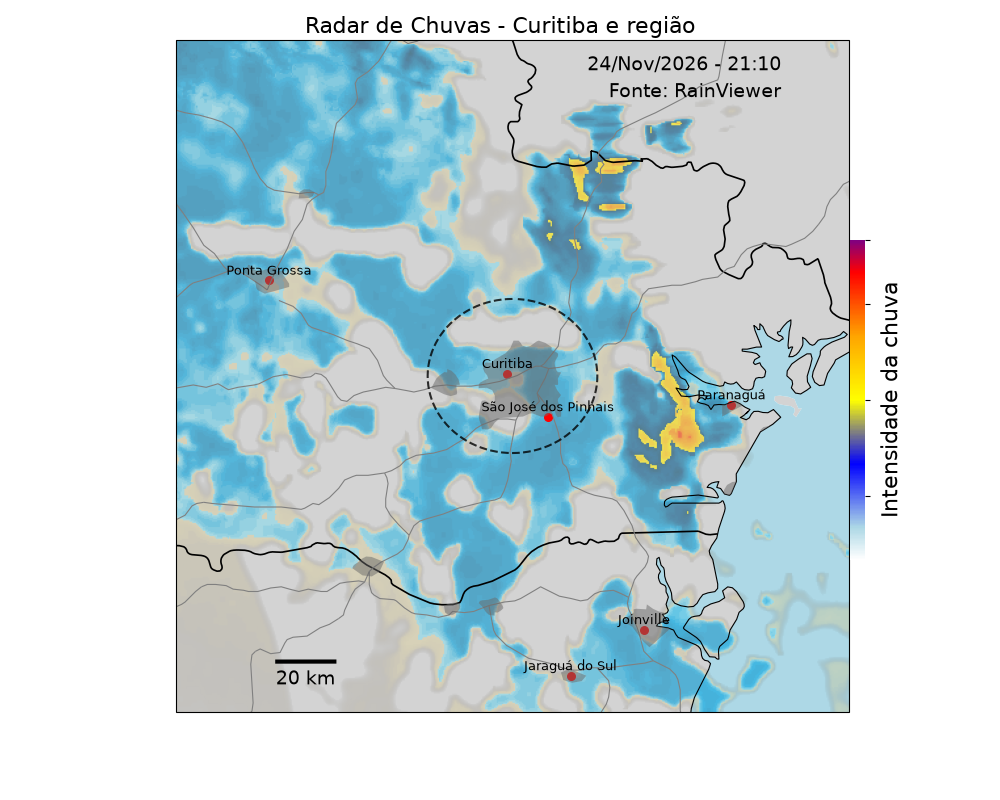 Radar de Chuvas - Curitiba e região
24/Nov/2026 - 21:10
Fonte: RainViewer
Ponta Grossa
Curitiba
Paranaguá
São José dos Pinhais
Intensidade da chuva
Joinville
Jaraguá do Sul
20 km